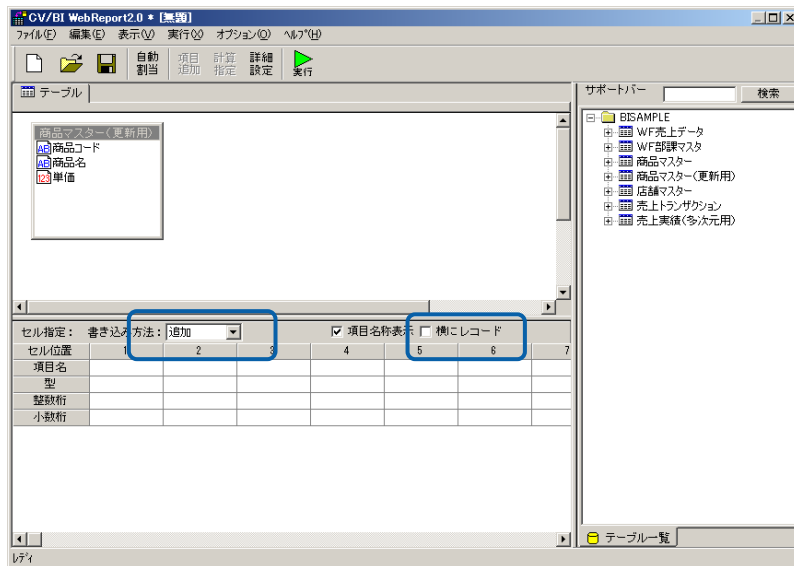 CV/BI WebReport2.0 * [無題]
ファイル(F) 編集(E) 表示(V) 実行(X) オプション(O) ヘルプ(H)
自動割当 項目追加 計算指定 詳細設定 実行
テーブル
サポートバー 検索
商品マスター(更新用)
商品コード
商品名
単価
BISAMPLE
WF売上データ
WF部課マスタ
商品マスター
商品マスター(更新用)
店舗マスター
売上トランザクション
売上実績(多次元用)
セル指定: 書き込み方法: 追加 項目名称表示 横にレコード
セル位置 1 2 3 4 5 6 7
項目名
型
整数桁
小数桁
テーブル一覧
レディ